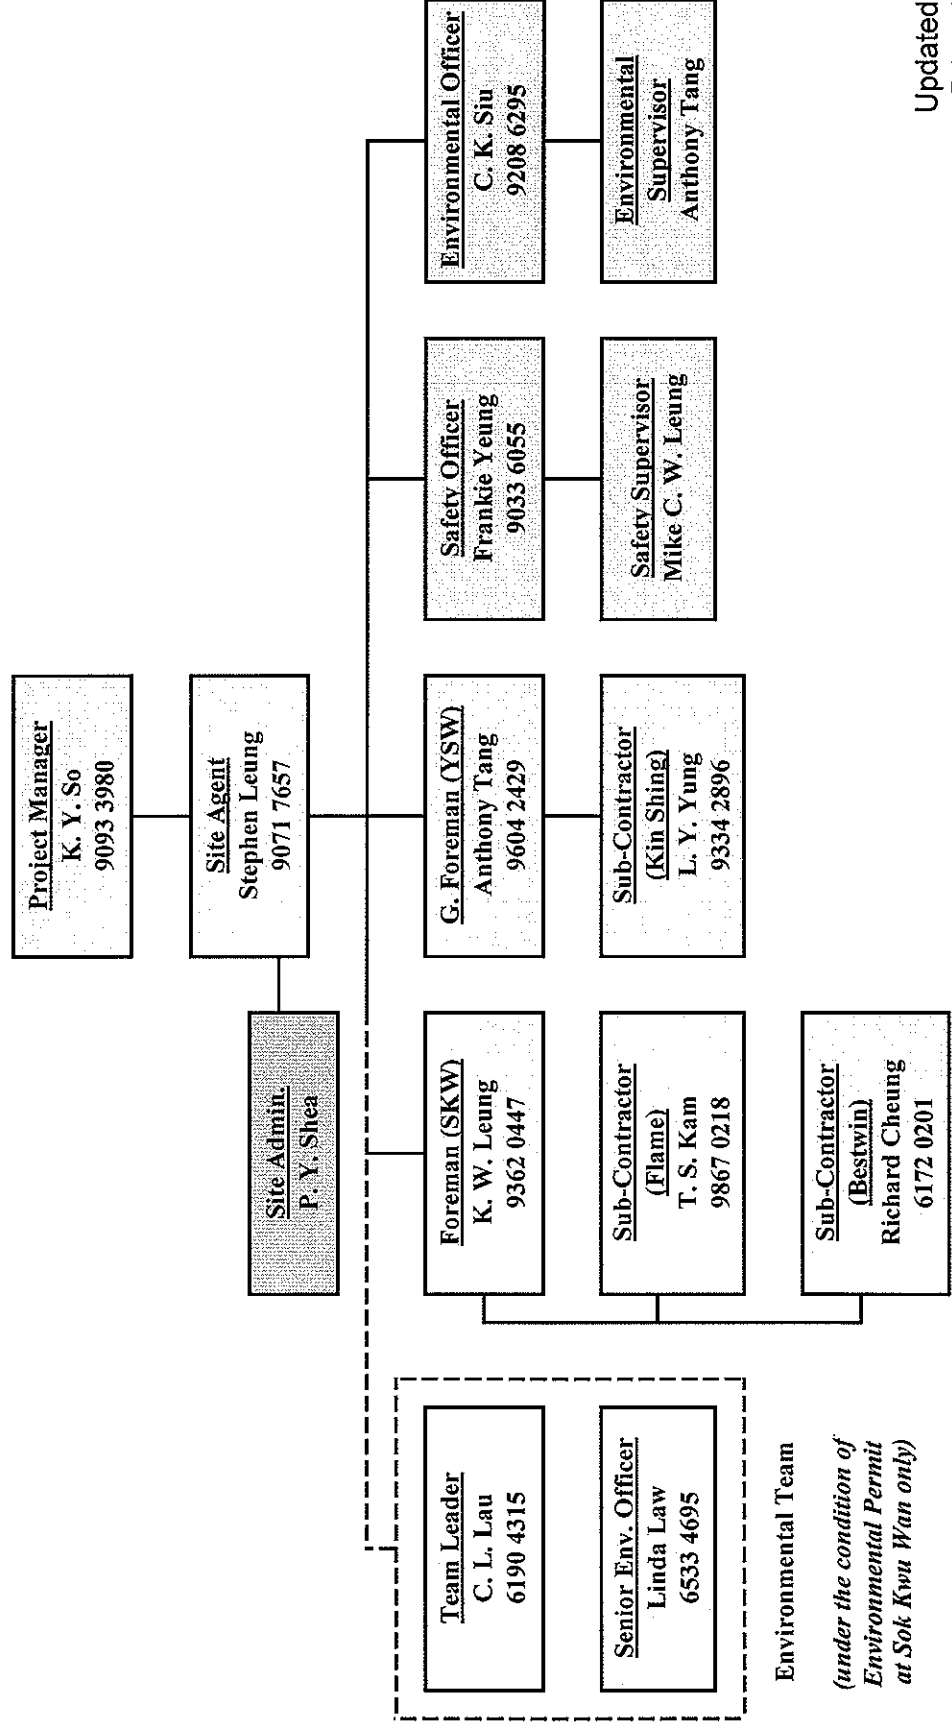 Project Manager
K. Y. So
9093 3980
Site Agent
Stephen Leung
9071 7657
Site Admin.
P. Y. Shea
Team Leader
C. L. Lau
6190 4315
Senior Env. Officer
Linda Law
6533 4695
Environmental Team
(under the condition of
Environmental Permit
at Sok Kwu Wan only)
Foreman (SKW)
K. W. Leung
9362 0447
Sub-Contractor
(Flame)
T. S. Kam
9867 0218
Sub-Contractor
(Bestwin)
Richard Cheung
6172 0201
G. Foreman (YSW)
Anthony Tang
9604 2429
Sub-Contractor
(Kin Shing)
L. Y. Yung
9334 2896
Safety Officer
Frankie Yeung
9033 6055
Safety Supervisor
Mike C. W. Leung
Environmental Officer
C. K. Siu
9208 6295
Environmental
Supervisor
Anthony Tang
Updated